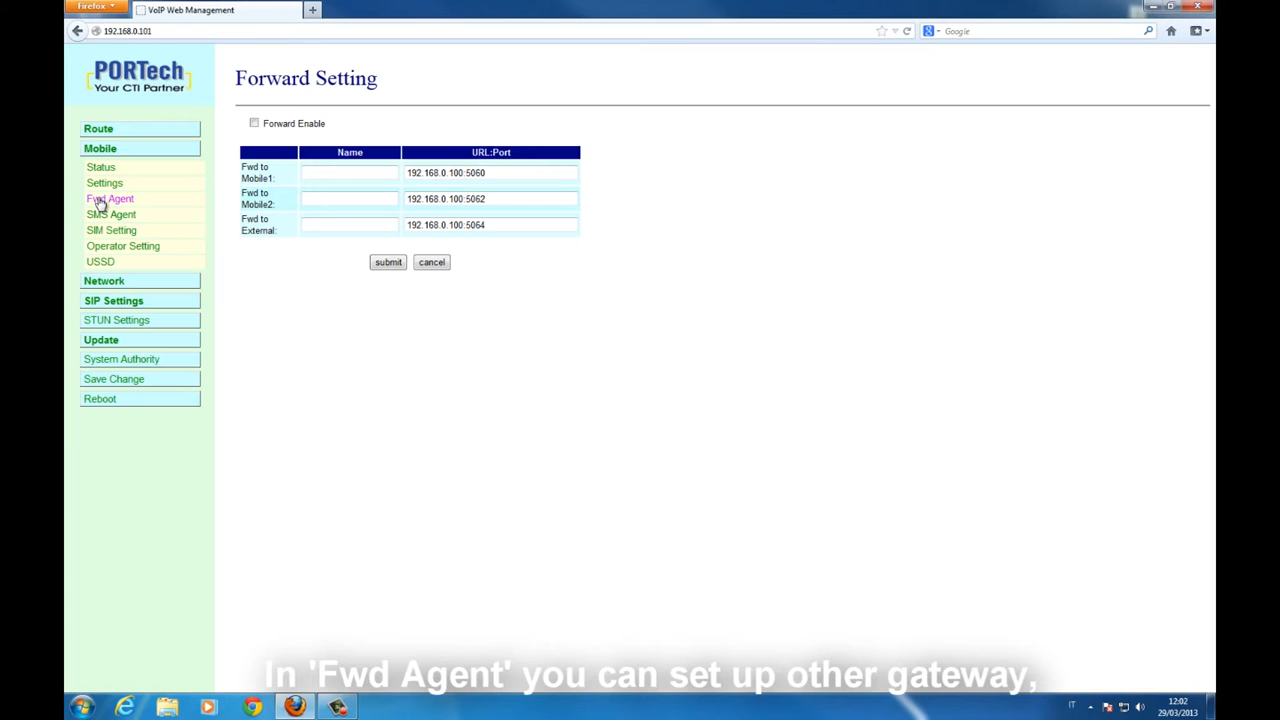 Firefox
VoIP Web Management
192.168.0.101
Google
PORTech
Your CTI Partner
Route
Mobile
Status
Settings
Fwd Agent
SMS Agent
SIM Setting
Operator Setting
USSD
Network
SIP Settings
STUN Settings
Update
System Authority
Save Change
Reboot
Forward Setting
Forward Enable
Name URL:Port
Fwd to
Mobile1: 192.168.0.100:5060
Fwd to
Mobile2: 192.168.0.100:5062
Fwd to
External: 192.168.0.100:5064
submit cancel
In 'Fwd Agent' you can set up other gateway,
IT
12:02
29/03/2013